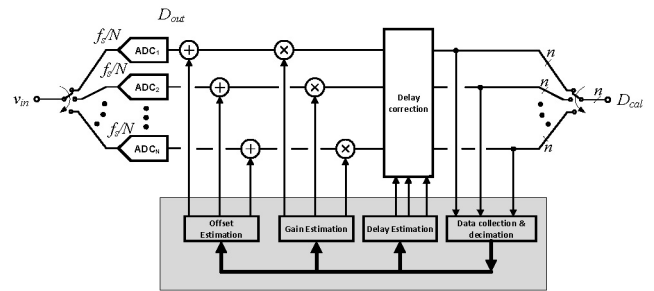 D_out
f_s/N
ADC_1
f_s/N
ADC_2
f_s/N
ADC_N
v_in
+
×
+
×
+
×
Delay
correction
n
n
n
n
D_cal
Offset
Estimation
Gain Estimation
Delay Estimation
Data collection &
decimation